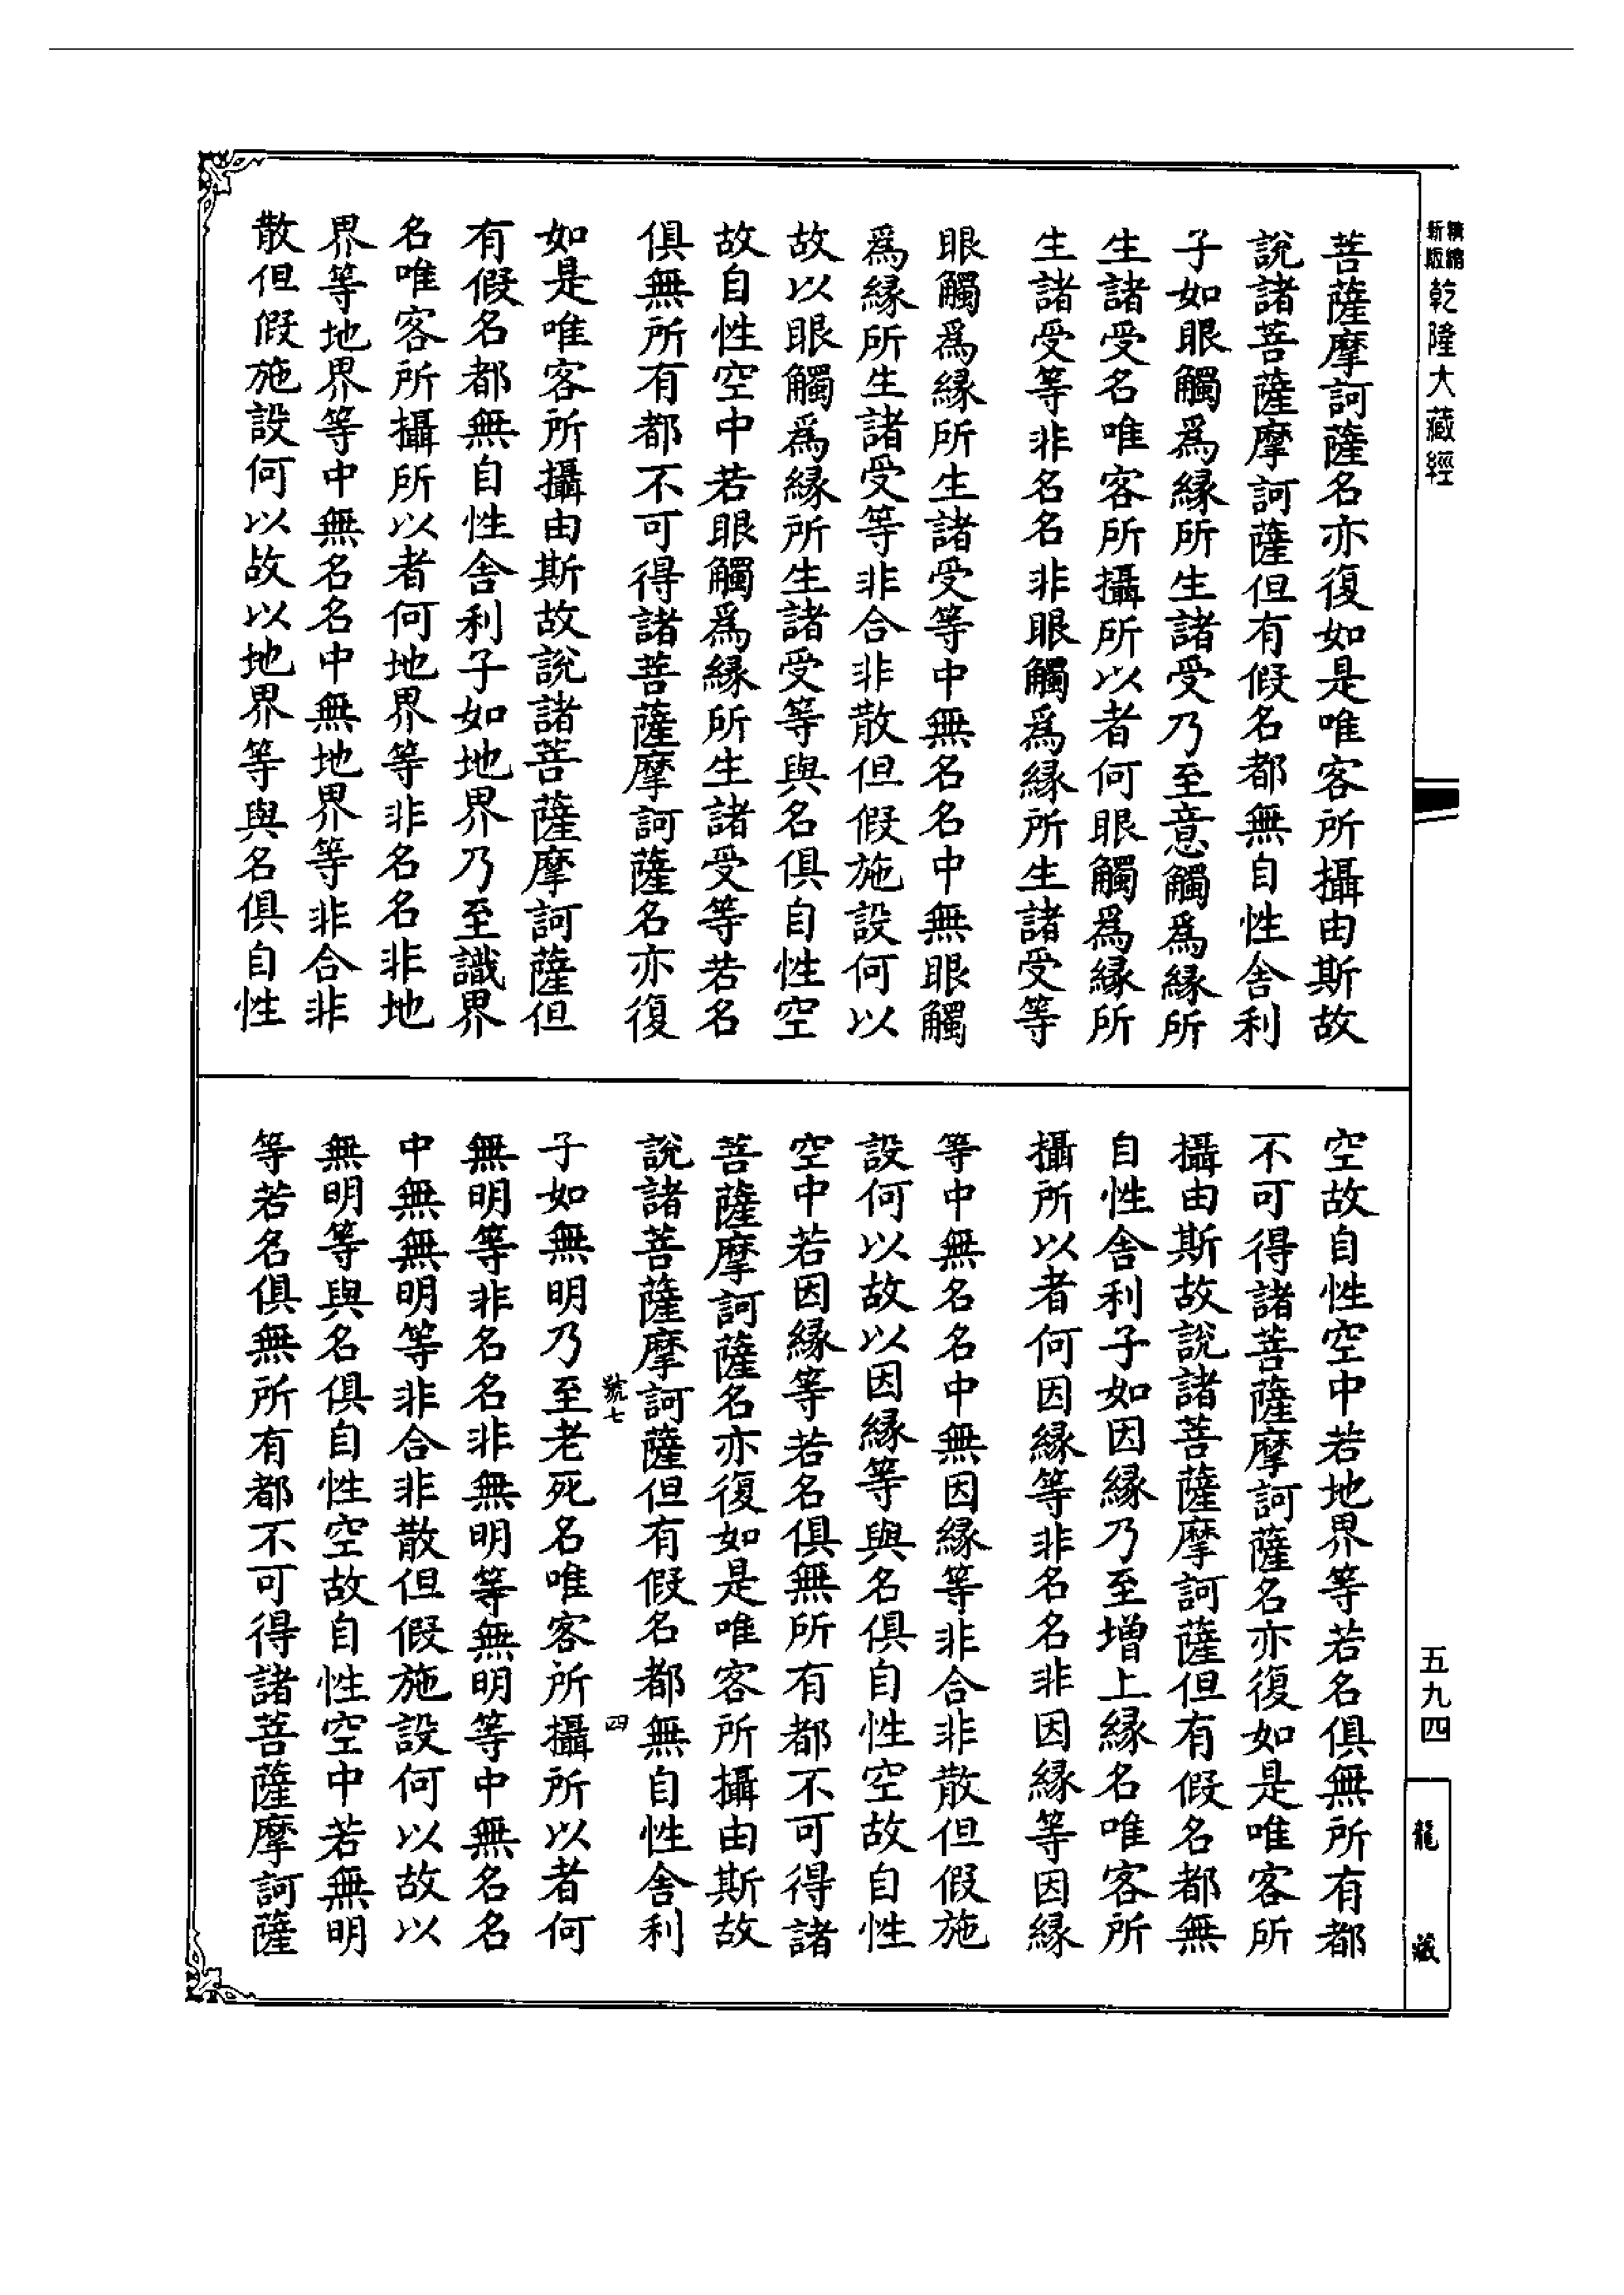 精縮新版乾隆大藏經
菩薩摩訶薩名亦復如是唯客所攝由斯故
說諸菩薩摩訶薩但有假名都無自性舍利
子如眼觸爲緣所生諸受乃至意觸爲緣所
生諸受名唯客所攝所以者何眼觸爲緣所
生諸受等非名名非眼觸爲緣所生諸受等
眼觸爲緣所生諸受等中無名名中無眼觸
爲緣所生諸受等非合非散但假施設何以
故以眼觸爲緣所生諸受等與名俱自性空
故自性空中若眼觸爲緣所生諸受等若名
俱無所有都不可得諸菩薩摩訶薩名亦復
如是唯客所攝由斯故說諸菩薩摩訶薩但
有假名都無自性舍利子如地界乃至識界
名唯客所攝所以者何地界等非名名非地
界等地界等中無名名中無地界等非合非
散但假施設何以故以地界等與名俱自性
空故自性空中若地界等若名俱無所有都
不可得諸菩薩摩訶薩名亦復如是唯客所
攝由斯故說諸菩薩摩訶薩但有假名都無
自性舍利子如因緣乃至增上緣名唯客所
攝所以者何因緣等非名名非因緣等因緣
等中無名名中無因緣等非合非散但假施
設何以故以因緣等與名俱自性空故自性
空中若因緣等若名俱無所有都不可得諸
菩薩摩訶薩名亦復如是唯客所攝由斯故
說諸菩薩摩訶薩但有假名都無自性舍利
號七 四
子如無明乃至老死名唯客所攝所以者何
無明等非名名非無明等無明等中無名名
中無無明等非合非散但假施設何以故以
無明等與名俱自性空故自性空中若無明
等若名俱無所有都不可得諸菩薩摩訶薩
五九四
龍藏